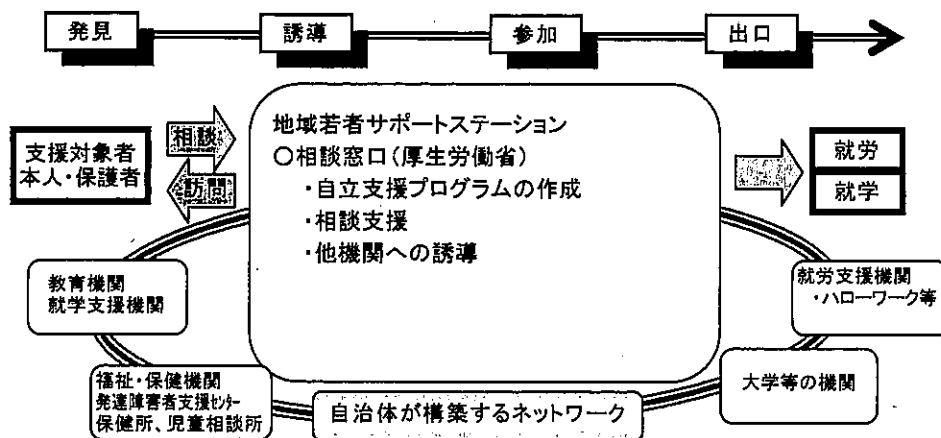 発見
誘導
参加
出口
支援対象者
本人・保護者
相談
訪問
地域若者サポートステーション
○相談窓口(厚生労働省)
・自立支援プログラムの作成
・相談支援
・他機関への誘導
就労
就学
教育機関
就学支援機関
就労支援機関
・ハローワーク等
福祉・保健機関
発達障害者支援センター
保健所、児童相談所
自治体が構築するネットワーク
大学等の機関